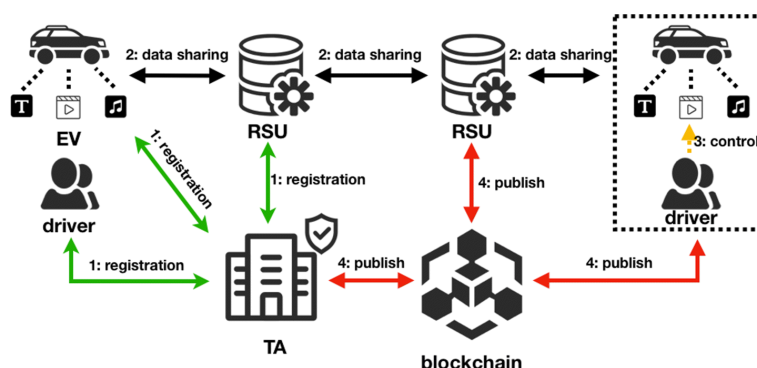 2: data sharing
2: data sharing
2: data sharing
T
T
EV
RSU
RSU
3: control
1: registration
1: registration
4: publish
driver
driver
1: registration
4: publish
4: publish
TA
blockchain